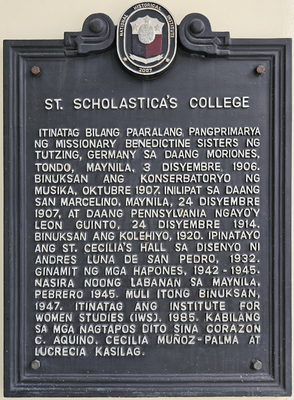 NATIONAL HISTORICAL INSTITUTE
2003
ST. SCHOLASTICA'S COLLEGE
ITINATAG BILANG PAARALANG PANGPRIMARYA
NG MISSIONARY BENEDICTINE SISTERS NG
TUTZING, GERMANY SA DAANG MORIONES,
TONDO, MAYNILA, 3 DISYEMBRE, 1906.
BINUKSAN ANG KONSERBATORYO NG
MUSIKA, OKTUBRE 1907. INILIPAT SA DAANG
SAN MARCELINO, MAYNILA, 24 DISYEMBRE
1907, AT DAANG PENNSYLVANIA NGAYO'Y
LEON GUINTO, 24 DISYEMBRE 1914.
BINUKSAN ANG KOLEHIYO, 1920. IPINATAYO
ANG ST. CECILIA'S HALL SA DISENYO NI
ANDRES LUNA DE SAN PEDRO, 1932.
GINAMIT NG MGA HAPONES, 1942-1945.
NASIRA NOONG LABANAN SA MAYNILA,
PEBRERO 1945. MULI ITONG BINUKSAN,
1947. ITINATAG ANG INSTITUTE FOR
WOMEN STUDIES (IWS), 1985. KABILANG
SA MGA NAGTAPOS DITO SINA CORAZON
C. AQUINO, CECILIA MUÑOZ-PALMA AT
LUCRECIA KASILAG.